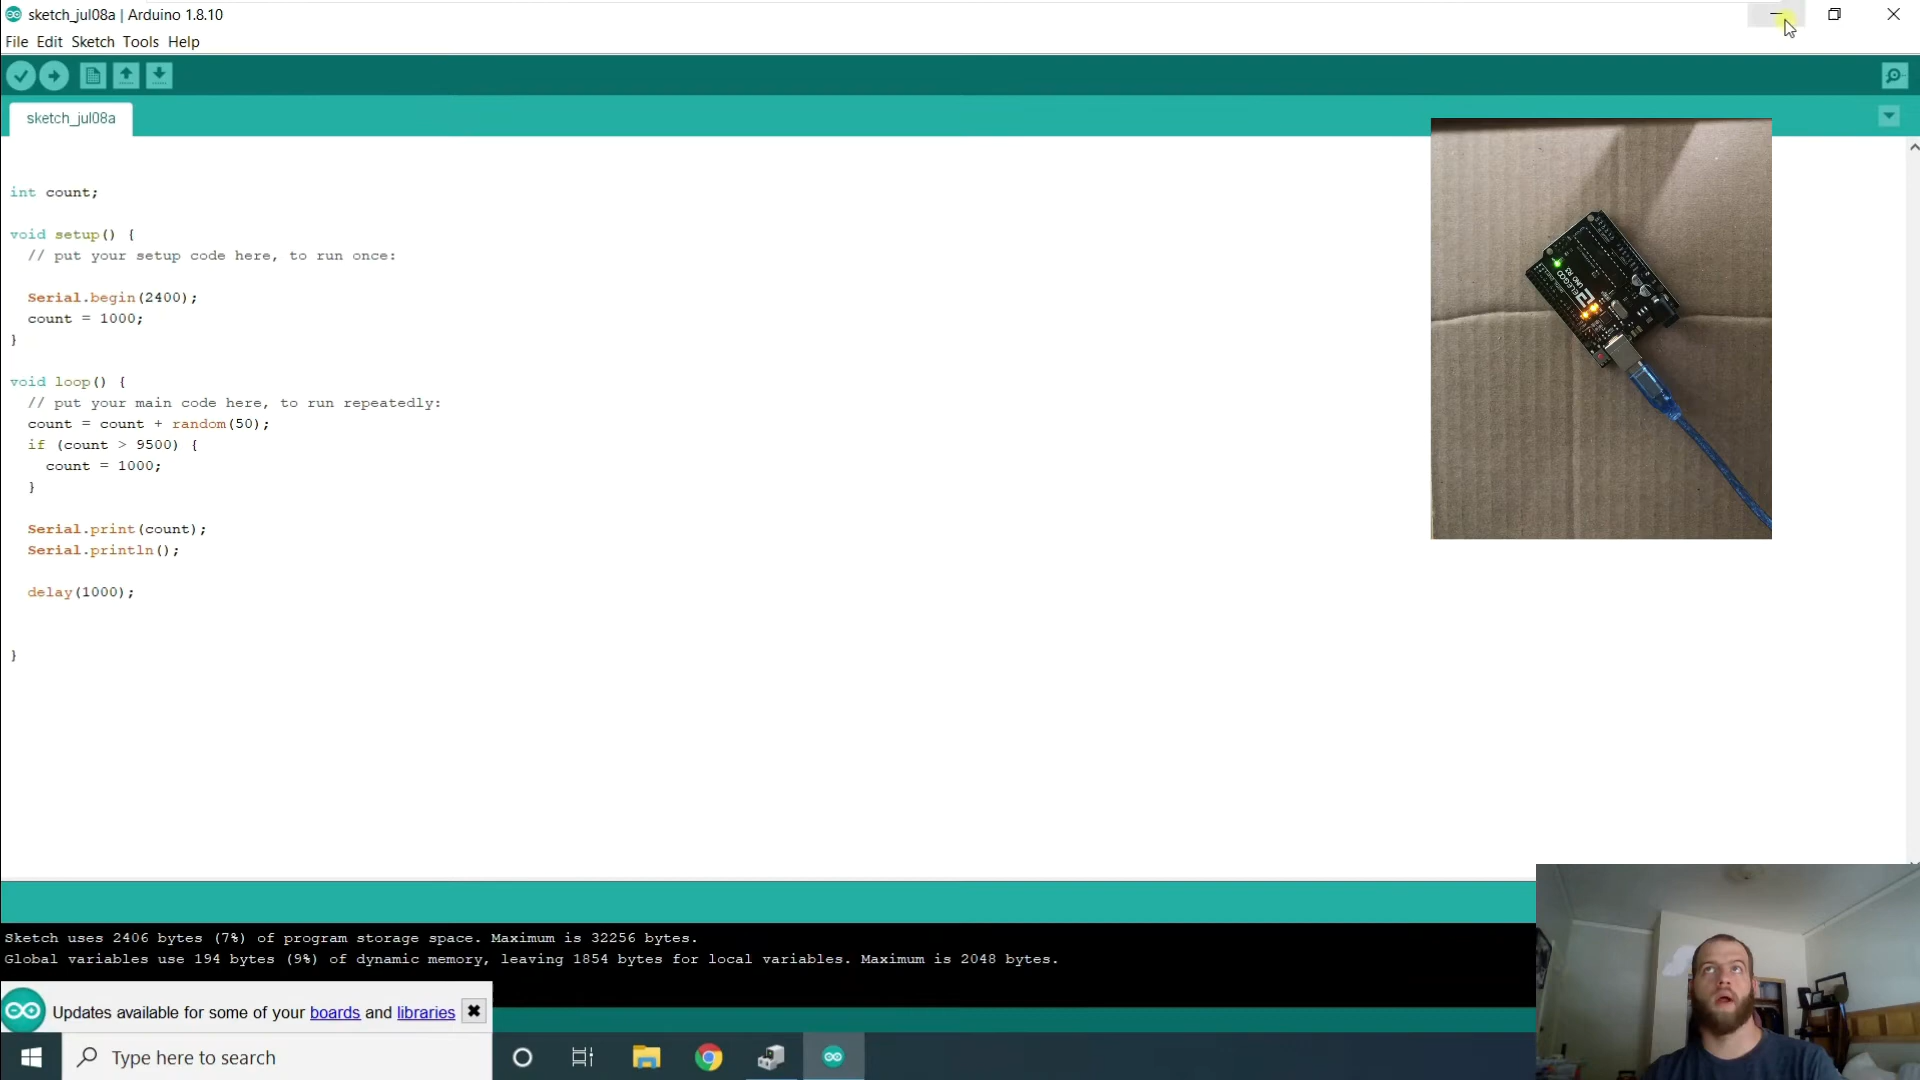 sketch_jul08a | Arduino 1.8.10
File Edit Sketch Tools Help
sketch_jul08a
int count;
void setup() {
// put your setup code here, to run once:
Serial.begin(2400);
count = 1000;
}
void loop() {
// put your main code here, to run repeatedly:
count = count + random(50);
if (count > 9500) {
count = 1000;
}
Serial.print(count);
Serial.println();
delay(1000);
}
ELEGOO
UNO R3
Sketch uses 2406 bytes (7%) of program storage space. Maximum is 32256 bytes.
Global variables use 194 bytes (9%) of dynamic memory, leaving 1854 bytes for local variables. Maximum is 2048 bytes.
Updates available for some of your boards and libraries
Type here to search